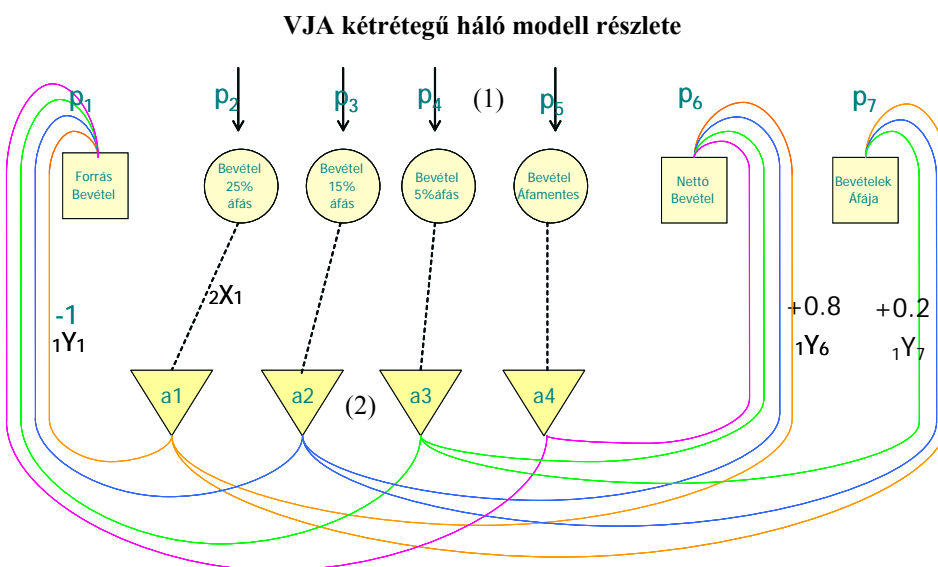 VJA kétrétegű háló modell részlete
p1
p2
p3
p4
(1)
p5
p6
p7
Forrás
Bevétel
Bevétel
25%
áfás
Bevétel
15%
áfás
Bevétel
5%áfás
Bevétel
Áfamentes
Nettó
Bevétel
Bevételek
Áfája
2X1
-1
1Y1
+0.8
1Y6
+0.2
1Y7
a1
a2
(2)
a3
a4